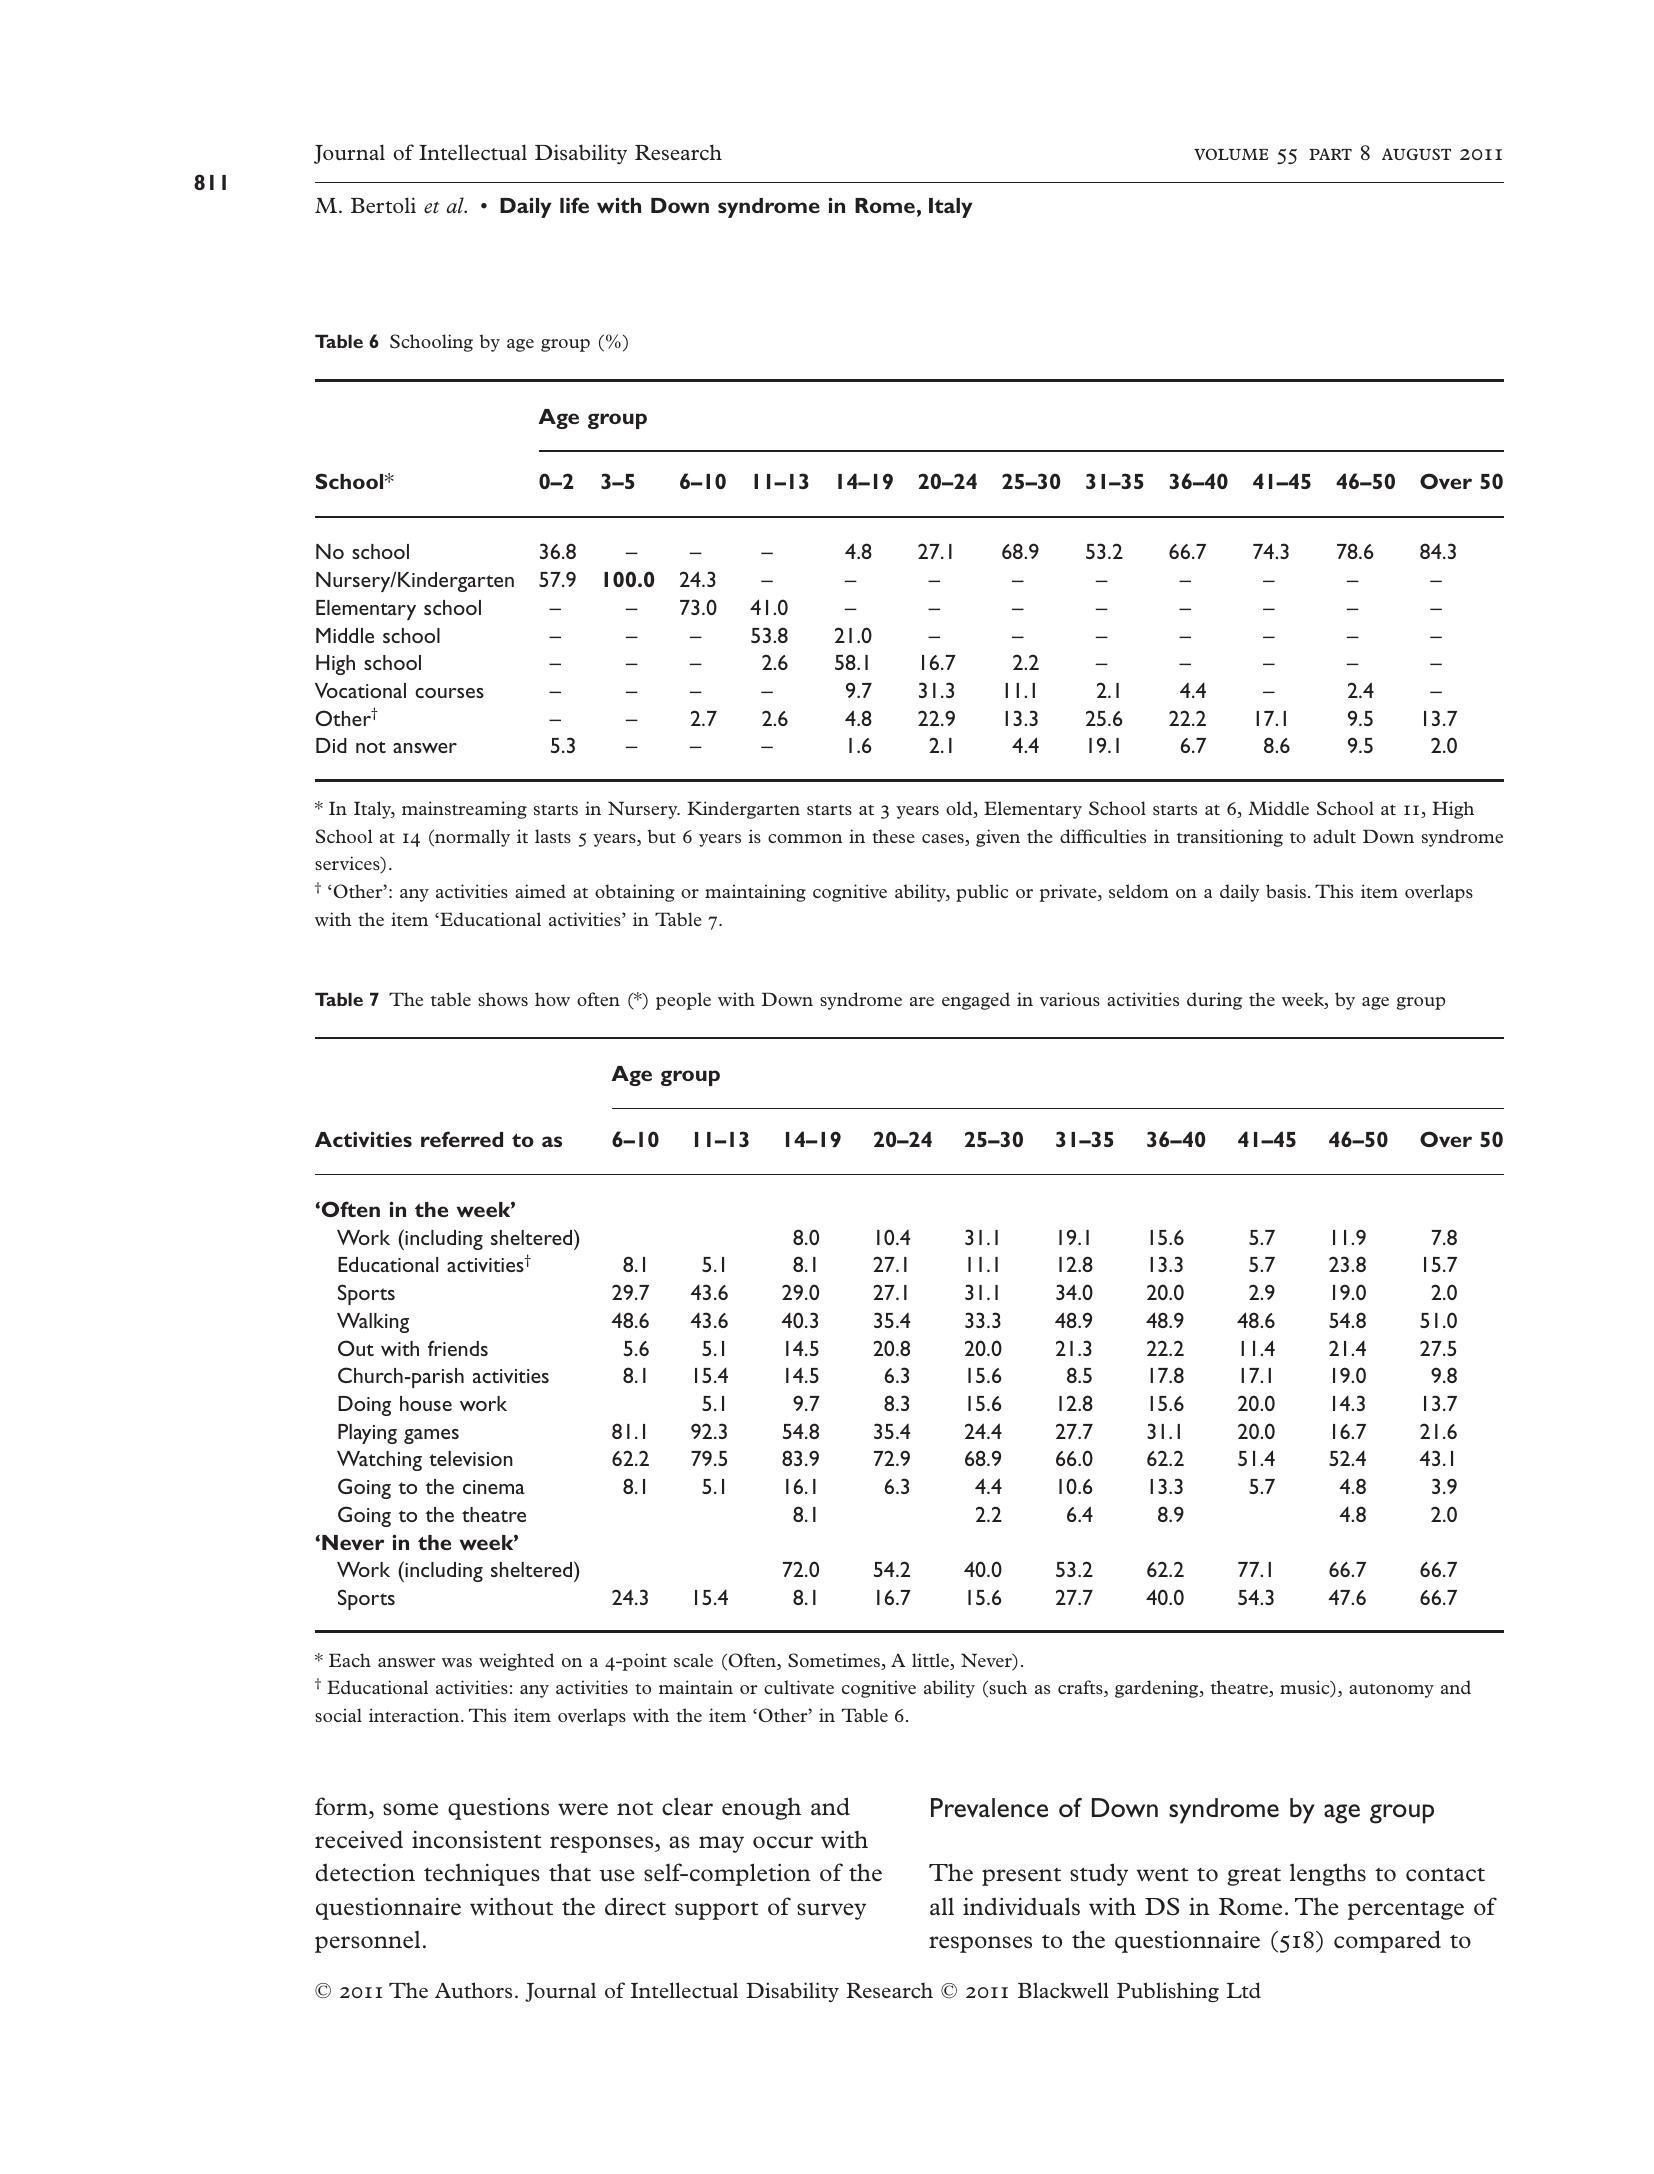 Journal of Intellectual Disability Research VOLUME 55 PART 8 AUGUST 2011
811
M. Bertoli et al. • Daily life with Down syndrome in Rome, Italy
Table 6 Schooling by age group (%)
Age group
School* 0–2 3–5 6–10 11–13 14–19 20–24 25–30 31–35 36–40 41–45 46–50 Over 50
No school 36.8 – – – 4.8 27.1 68.9 53.2 66.7 74.3 78.6 84.3
Nursery/Kindergarten 57.9 100.0 24.3 – – – – – – – – –
Elementary school – – 73.0 41.0 – – – – – – – –
Middle school – – – 53.8 21.0 – – – – – – –
High school – – – 2.6 58.1 16.7 2.2 – – – – –
Vocational courses – – – – 9.7 31.3 11.1 2.1 4.4 – 2.4 –
Other† – – 2.7 2.6 4.8 22.9 13.3 25.6 22.2 17.1 9.5 13.7
Did not answer 5.3 – – – 1.6 2.1 4.4 19.1 6.7 8.6 9.5 2.0
* In Italy, mainstreaming starts in Nursery. Kindergarten starts at 3 years old, Elementary School starts at 6, Middle School at 11, High
School at 14 (normally it lasts 5 years, but 6 years is common in these cases, given the difficulties in transitioning to adult Down syndrome
services).
† ‘Other’: any activities aimed at obtaining or maintaining cognitive ability, public or private, seldom on a daily basis. This item overlaps
with the item ‘Educational activities’ in Table 7.
Table 7 The table shows how often (*) people with Down syndrome are engaged in various activities during the week, by age group
Age group
Activities referred to as 6–10 11–13 14–19 20–24 25–30 31–35 36–40 41–45 46–50 Over 50
‘Often in the week’
Work (including sheltered) 8.0 10.4 31.1 19.1 15.6 5.7 11.9 7.8
Educational activities† 8.1 5.1 8.1 27.1 11.1 12.8 13.3 5.7 23.8 15.7
Sports 29.7 43.6 29.0 27.1 31.1 34.0 20.0 2.9 19.0 2.0
Walking 48.6 43.6 40.3 35.4 33.3 48.9 48.9 48.6 54.8 51.0
Out with friends 5.6 5.1 14.5 20.8 20.0 21.3 22.2 11.4 21.4 27.5
Church-parish activities 8.1 15.4 14.5 6.3 15.6 8.5 17.8 17.1 19.0 9.8
Doing house work 5.1 9.7 8.3 15.6 12.8 15.6 20.0 14.3 13.7
Playing games 81.1 92.3 54.8 35.4 24.4 27.7 31.1 20.0 16.7 21.6
Watching television 62.2 79.5 83.9 72.9 68.9 66.0 62.2 51.4 52.4 43.1
Going to the cinema 8.1 5.1 16.1 6.3 4.4 10.6 13.3 5.7 4.8 3.9
Going to the theatre 8.1 2.2 6.4 8.9 4.8 2.0
‘Never in the week’
Work (including sheltered) 72.0 54.2 40.0 53.2 62.2 77.1 66.7 66.7
Sports 24.3 15.4 8.1 16.7 15.6 27.7 40.0 54.3 47.6 66.7
* Each answer was weighted on a 4-point scale (Often, Sometimes, A little, Never).
† Educational activities: any activities to maintain or cultivate cognitive ability (such as crafts, gardening, theatre, music), autonomy and
social interaction. This item overlaps with the item ‘Other’ in Table 6.
form, some questions were not clear enough and
received inconsistent responses, as may occur with
detection techniques that use self-completion of the
questionnaire without the direct support of survey
personnel.
Prevalence of Down syndrome by age group
The present study went to great lengths to contact
all individuals with DS in Rome. The percentage of
responses to the questionnaire (518) compared to
© 2011 The Authors. Journal of Intellectual Disability Research © 2011 Blackwell Publishing Ltd